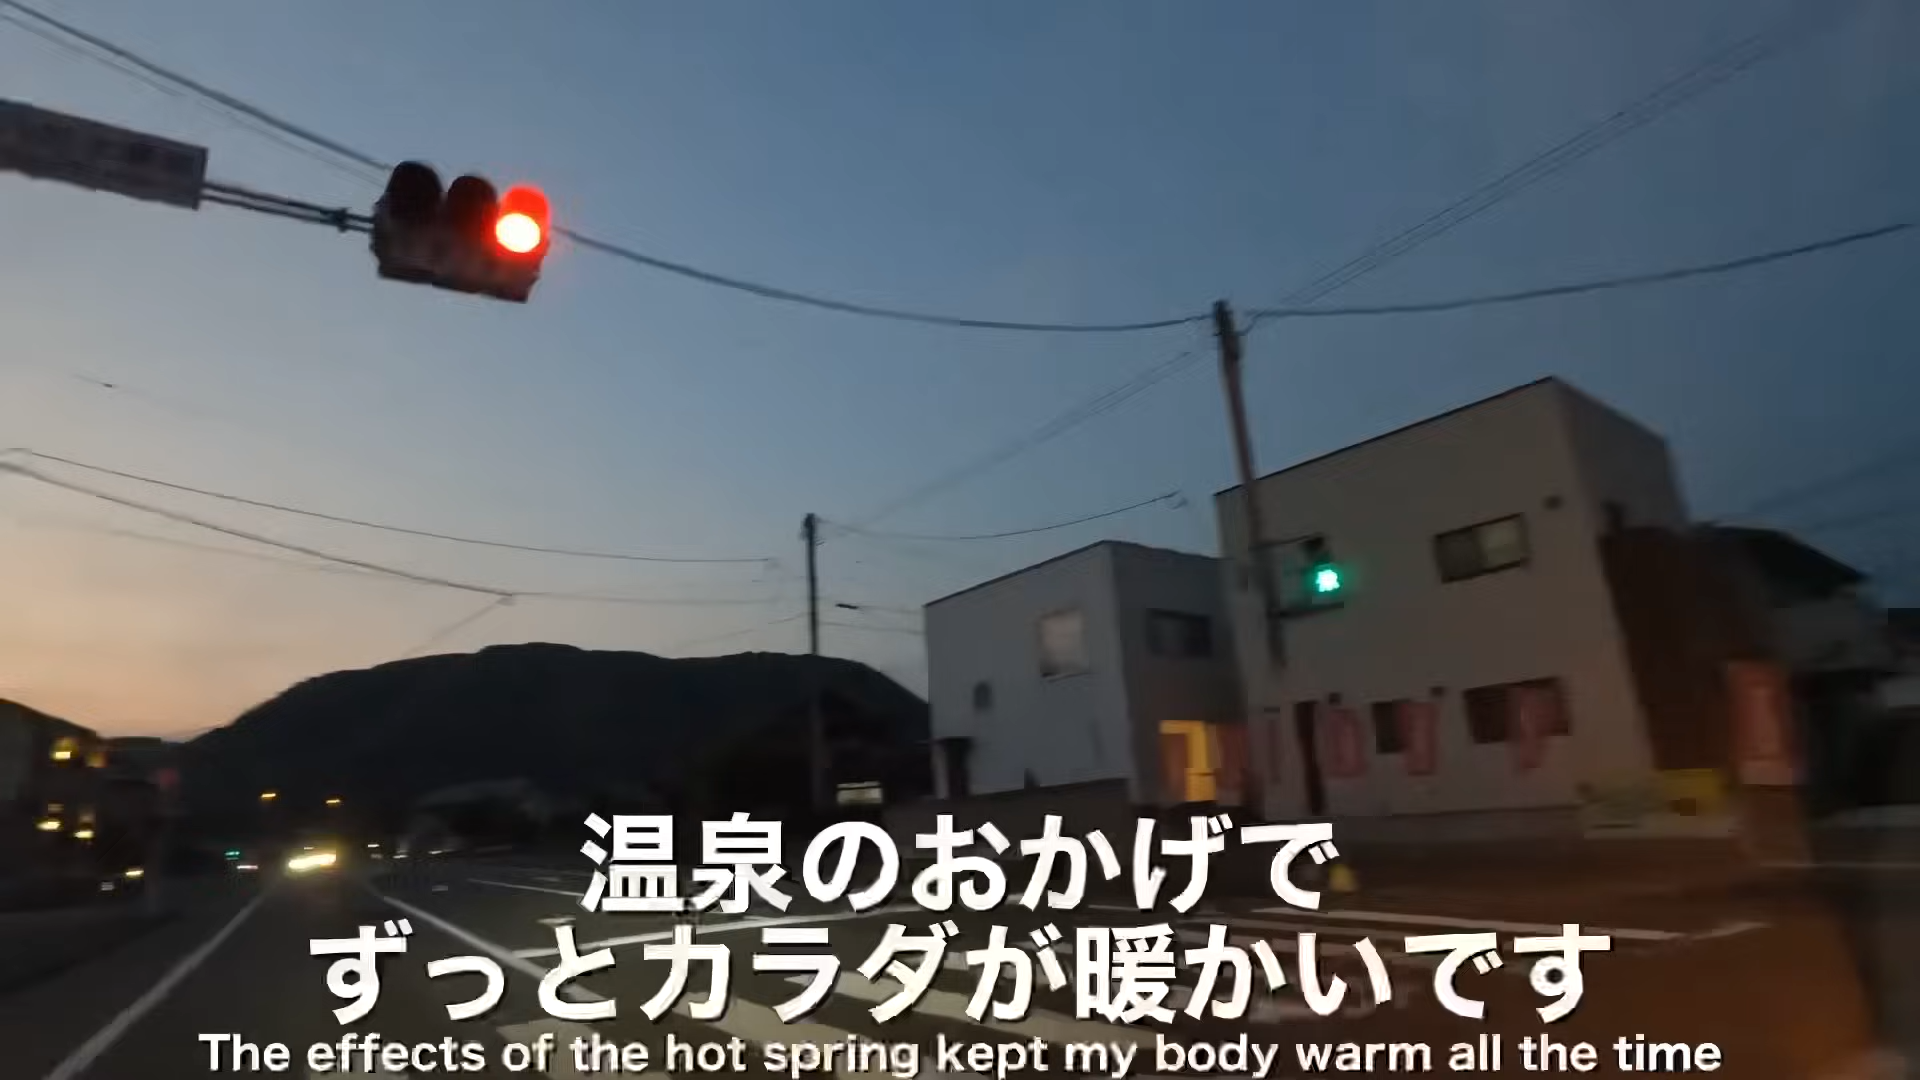 温泉のおかげで
ずっとカラダが暖かいです
The effects of the hot spring kept my body warm all the time